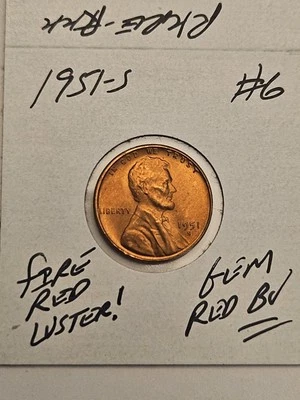 1951-S
#6
IN GOD WE TRUST
LIBERTY
1951
S
FIRE
RED
LUSTER!
GEM
RED BU